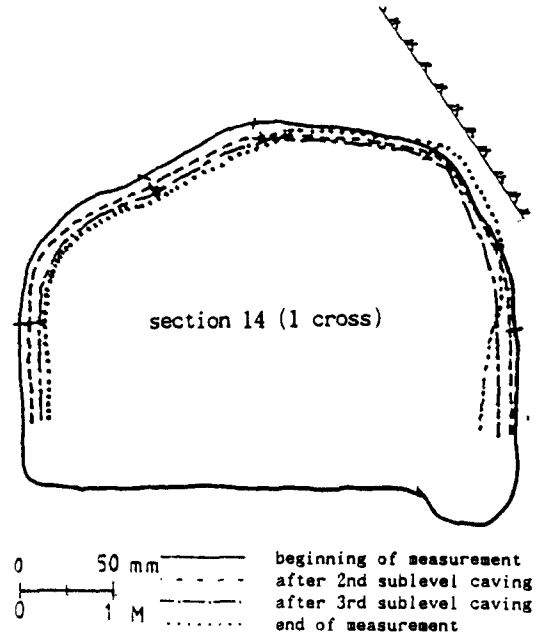 section 14 (1 cross)
0 50 mm
0 1 M
beginning of measurement
after 2nd sublevel caving
after 3rd sublevel caving
end of measurement